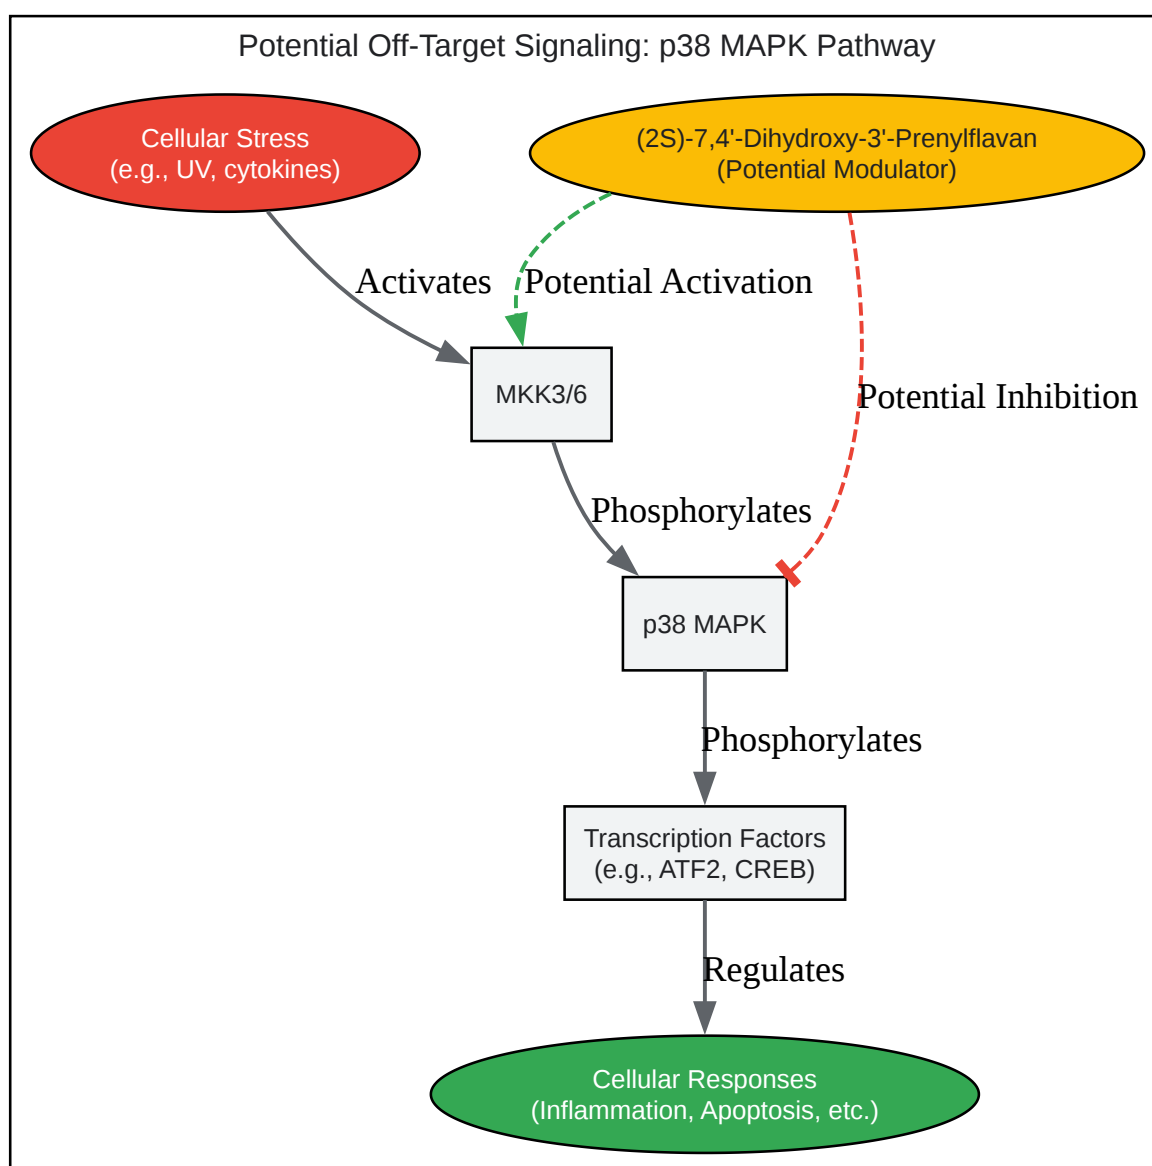 Potential Off-Target Signaling: p38 MAPK Pathway
Cellular Stress
(e.g., UV, cytokines)
(2S)-7,4'-Dihydroxy-3'-Prenylflavan
(Potential Modulator)
Activates
Potential Activation
MKK3/6
Potential Inhibition
Phosphorylates
p38 MAPK
Phosphorylates
Transcription Factors
(e.g., ATF2, CREB)
Regulates
Cellular Responses
(Inflammation, Apoptosis, etc.)